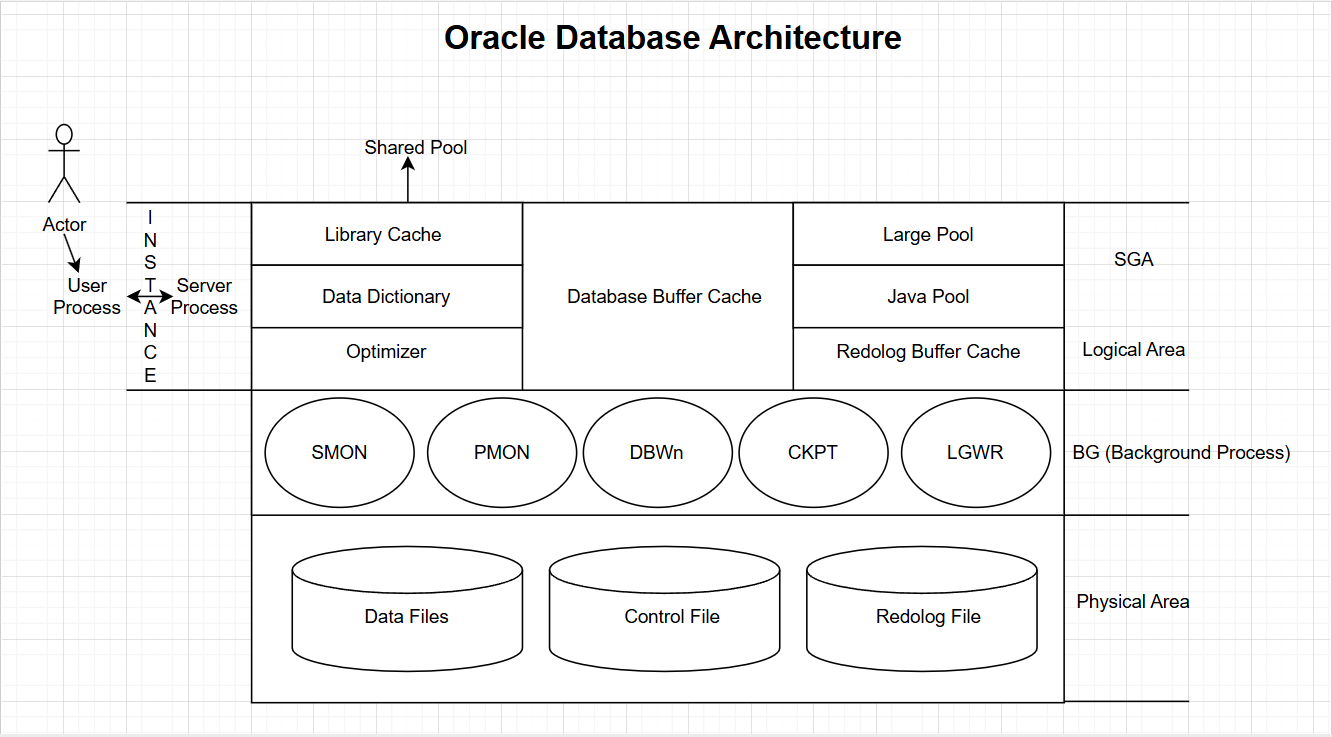 Oracle Database Architecture
Shared Pool
Actor
User
Process
INSTANCE
Server
Process
Library Cache
Data Dictionary
Optimizer
Database Buffer Cache
Large Pool
Java Pool
Redolog Buffer Cache
SGA
Logical Area
SMON
PMON
DBWn
CKPT
LGWR
BG (Background Process)
Data Files
Control File
Redolog File
Physical Area